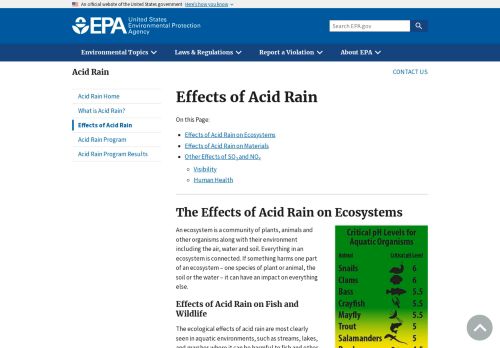 An official website of the United States government Here's how you know
EPA United States
Environmental Protection
Agency
Search EPA.gov
Environmental Topics Laws & Regulations Report a Violation About EPA
Acid Rain
CONTACT US
Acid Rain Home
What is Acid Rain?
Effects of Acid Rain
Acid Rain Program
Acid Rain Program Results
Effects of Acid Rain
On this Page:
Effects of Acid Rain on Ecosystems
Effects of Acid Rain on Materials
Other Effects of SO2 and NOX
Visibility
Human Health
The Effects of Acid Rain on Ecosystems
An ecosystem is a community of plants, animals and
other organisms along with their environment
including the air, water and soil. Everything in an
ecosystem is connected. If something harms one
part of an ecosystem – one species of plant or animal, the
soil or the water – it can have an impact on everything
else.
Effects of Acid Rain on Fish and
Wildlife
The ecological effects of acid rain are most clearly
seen in aquatic environments, such as streams, lakes,
and marshes where it can be harmful to fish and other
Critical pH Levels for
Aquatic Organisms
Animal Critical pH Level
Snails 6
Clams 6
Bass 5.5
Crayfish 5.5
Mayfly 5.5
Trout 5
Salamanders 5